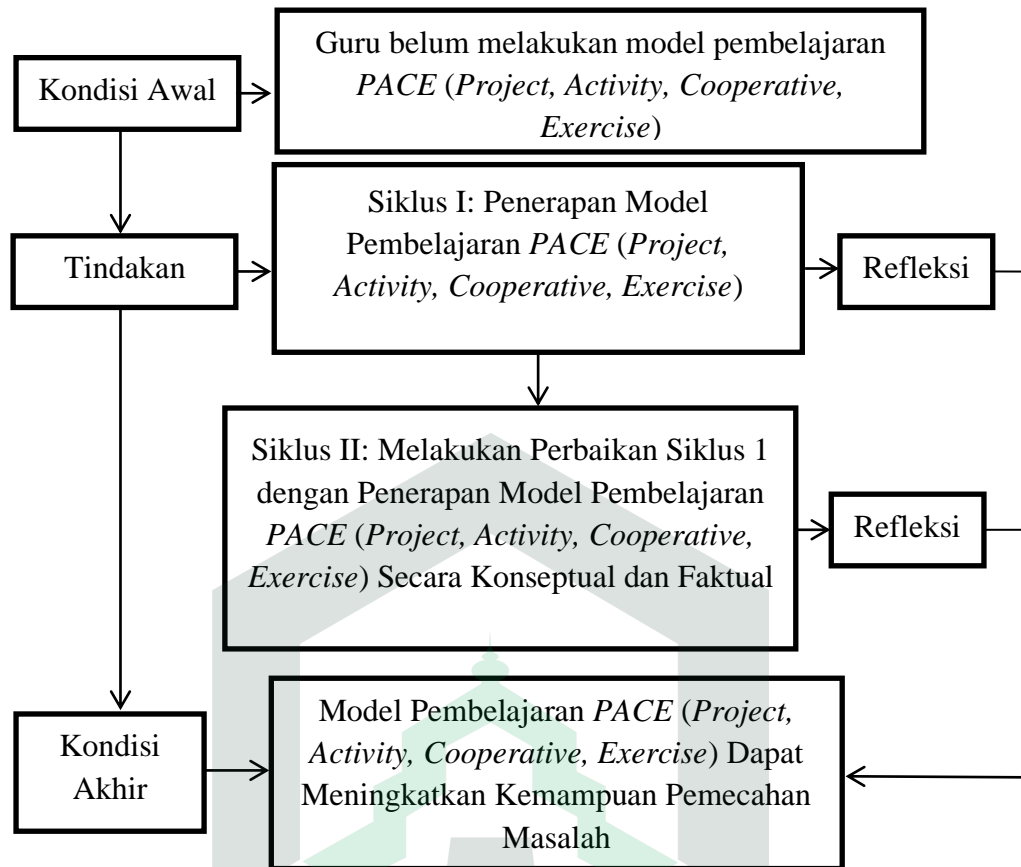 Kondisi Awal
Guru belum melakukan model pembelajaran
PACE (Project, Activity, Cooperative,
Exercise)
Tindakan
Siklus I: Penerapan Model
Pembelajaran PACE (Project,
Activity, Cooperative, Exercise)
Refleksi
Siklus II: Melakukan Perbaikan Siklus 1
dengan Penerapan Model Pembelajaran
PACE (Project, Activity, Cooperative,
Exercise) Secara Konseptual dan Faktual
Refleksi
Kondisi
Akhir
Model Pembelajaran PACE (Project,
Activity, Cooperative, Exercise) Dapat
Meningkatkan Kemampuan Pemecahan
Masalah